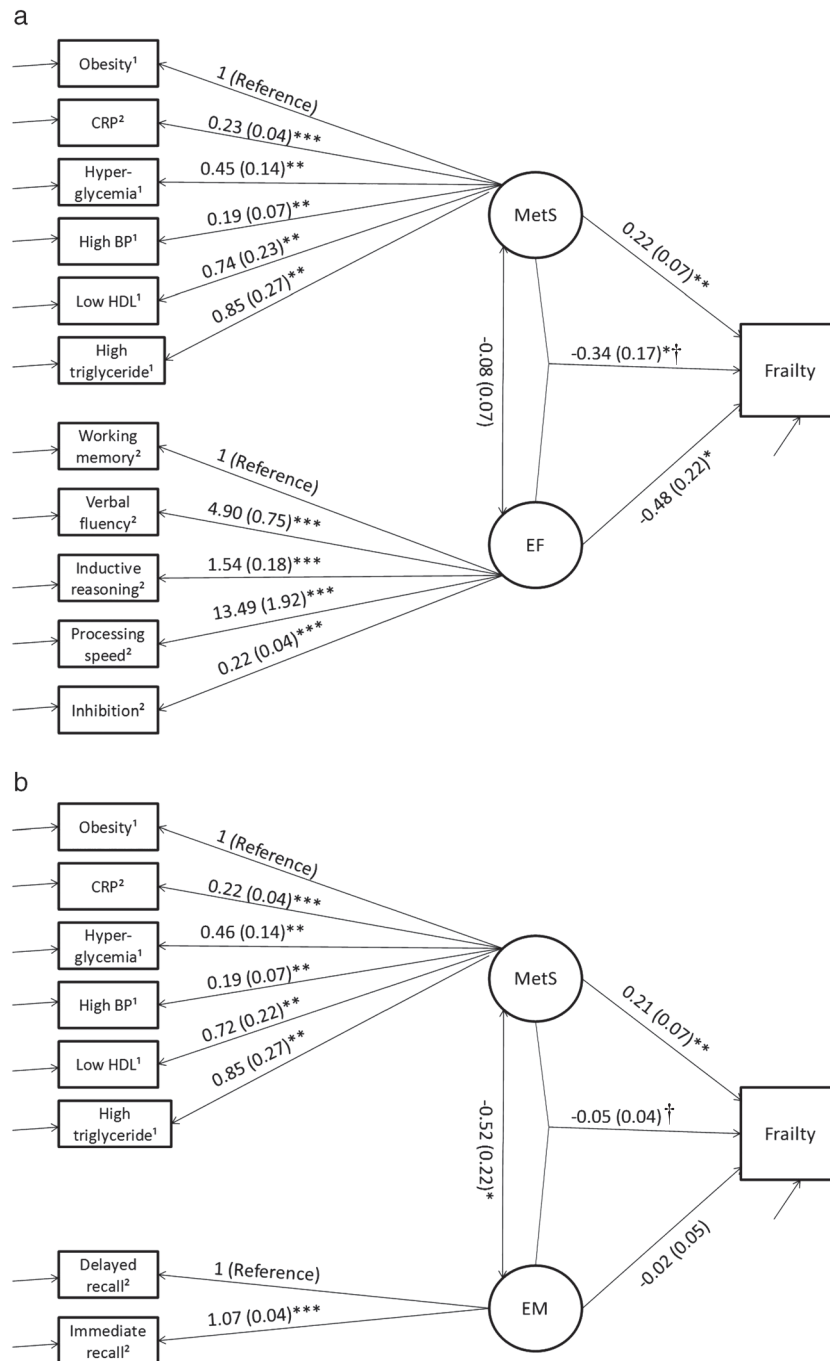 a
Obesity¹
1 (Reference)
CRP²
0.23 (0.04)***
Hyper-
glycemia¹
0.45 (0.14)**
High BP¹
0.19 (0.07)**
Low HDL¹
0.74 (0.23)**
High
triglyceride¹
0.85 (0.27)**
MetS
0.22 (0.07)**
-0.08 (0.07)
-0.34 (0.17)*†
Frailty
Working
memory²
1 (Reference)
Verbal
fluency²
4.90 (0.75)***
Inductive
reasoning²
1.54 (0.18)***
Processing
speed²
13.49 (1.92)***
Inhibition²
0.22 (0.04)***
EF
-0.48 (0.22)*
b
Obesity¹
1 (Reference)
CRP²
0.22 (0.04)***
Hyper-
glycemia¹
0.46 (0.14)**
High BP¹
0.19 (0.07)**
Low HDL¹
0.72 (0.22)**
High
triglyceride¹
0.85 (0.27)**
MetS
0.21 (0.07)**
-0.52 (0.22)*
-0.05 (0.04)†
Frailty
Delayed
recall²
1 (Reference)
Immediate
recall²
1.07 (0.04)***
EM
-0.02 (0.05)